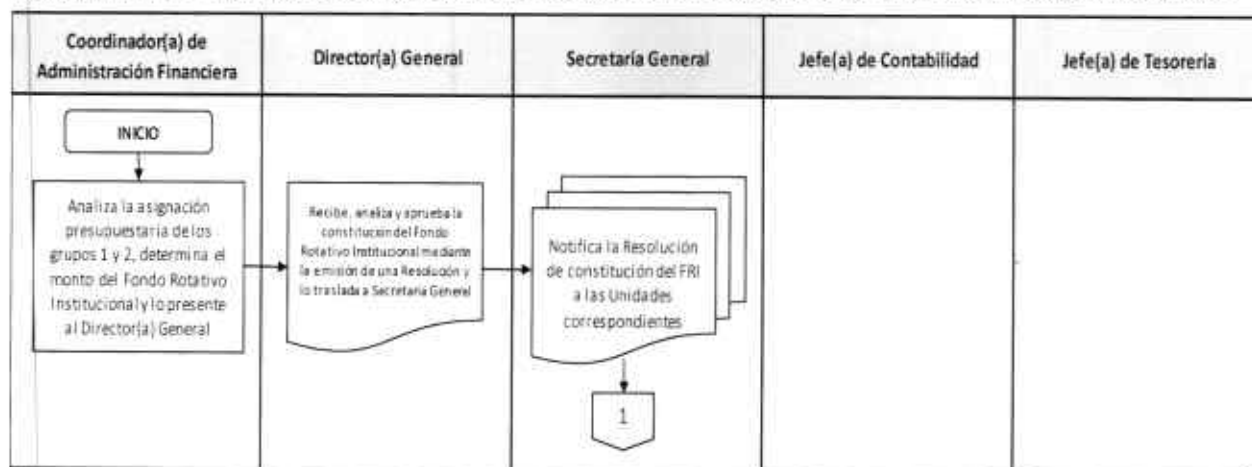 Coordinador(a) de
Administración Financiera
Director(a) General
Secretaría General
Jefe(a) de Contabilidad
Jefe(a) de Tesorería
INICIO
Analiza la asignación
presupuestaria de los
grupos 1 y 2, determina el
monto del Fondo Rotativo
Institucional y lo presente
al Director(a) General
Recibe, analiza y aprueba la
constitución del Fondo
Rotativo Institucional mediante
la emisión de una Resolución y
lo traslada a Secretaría General
Notifica la Resolución
de constitución del FRI
a las Unidades
correspondientes
1